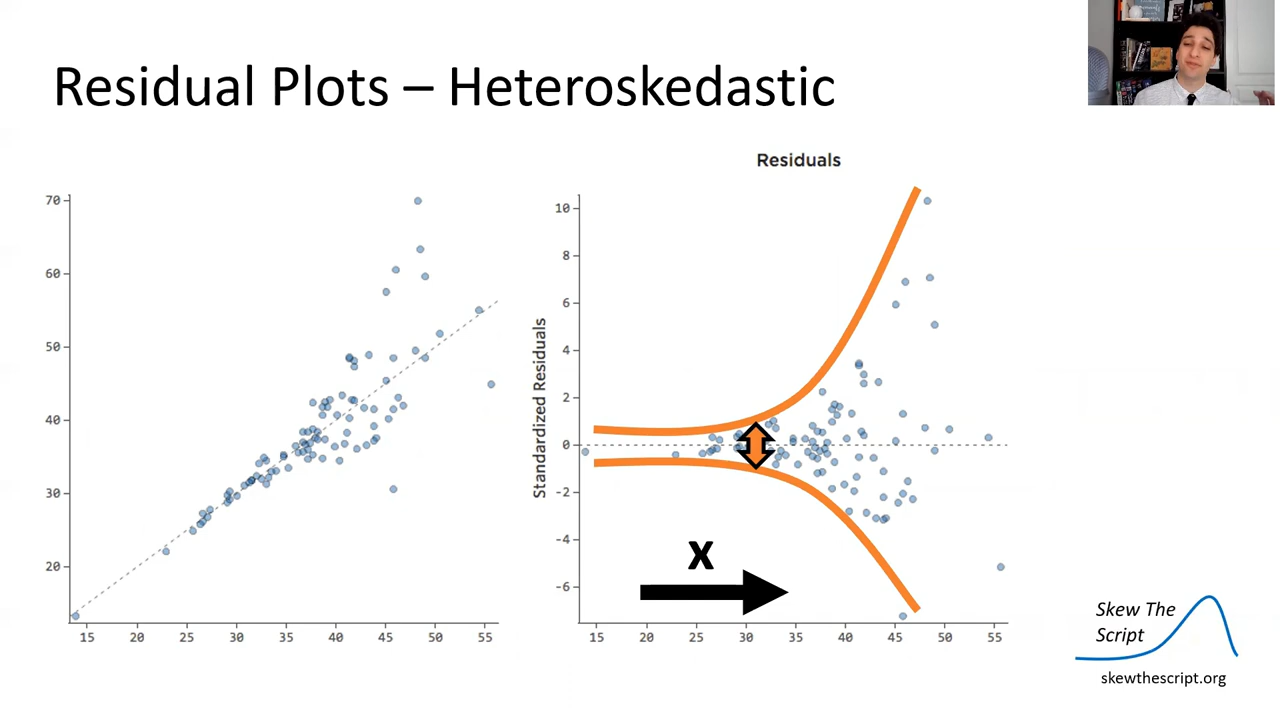 Residual Plots – Heteroskedastic
Residuals
70
60
50
40
30
20
15 20 25 30 35 40 45 50 55
Standardized Residuals
10
8
6
4
2
0
-2
-4
-6
15 20 25 30 35 40 45 50 55
x
Skew The
Script
skewthescript.org